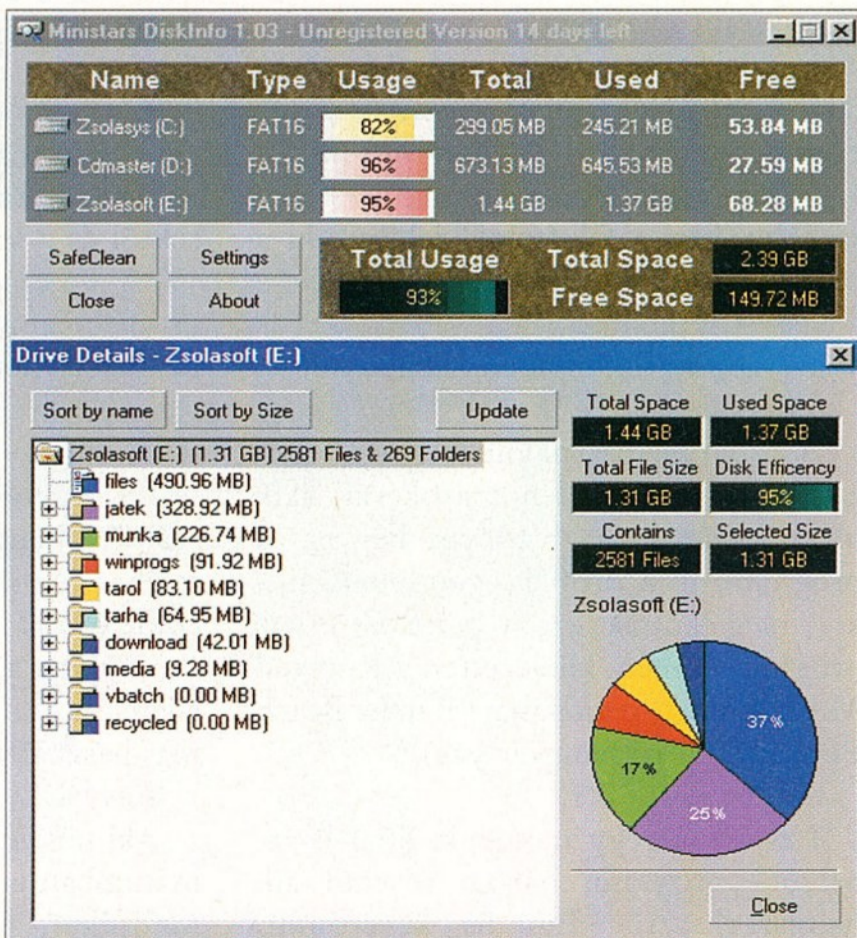 Ministars DiskInfo 1.03 - Unregistered Version 14 days left
Name Type Usage Total Used Free
Zsolasys (C:) FAT16 82% 299.05 MB 245.21 MB 53.84 MB
Cdmaster (D:) FAT16 96% 673.13 MB 645.53 MB 27.59 MB
Zsolasoft (E:) FAT16 95% 1.44 GB 1.37 GB 68.28 MB
SafeClean Settings Total Usage Total Space 2.39 GB
Close About 93% Free Space 149.72 MB
Drive Details - Zsolasoft (E:)
Sort by name Sort by Size Update
Zsolasoft (E:) (1.31 GB) 2581 Files & 269 Folders
files (490.96 MB)
jatek (328.92 MB)
munka (226.74 MB)
winprogs (91.92 MB)
tarol (83.10 MB)
tarha (64.95 MB)
download (42.01 MB)
media (9.28 MB)
vbatch (0.00 MB)
recycled (0.00 MB)
Total Space Used Space
1.44 GB 1.37 GB
Total File Size Disk Efficency
1.31 GB 95%
Contains Selected Size
2581 Files 1.31 GB
Zsolasoft (E:)
37%
17%
25%
Close